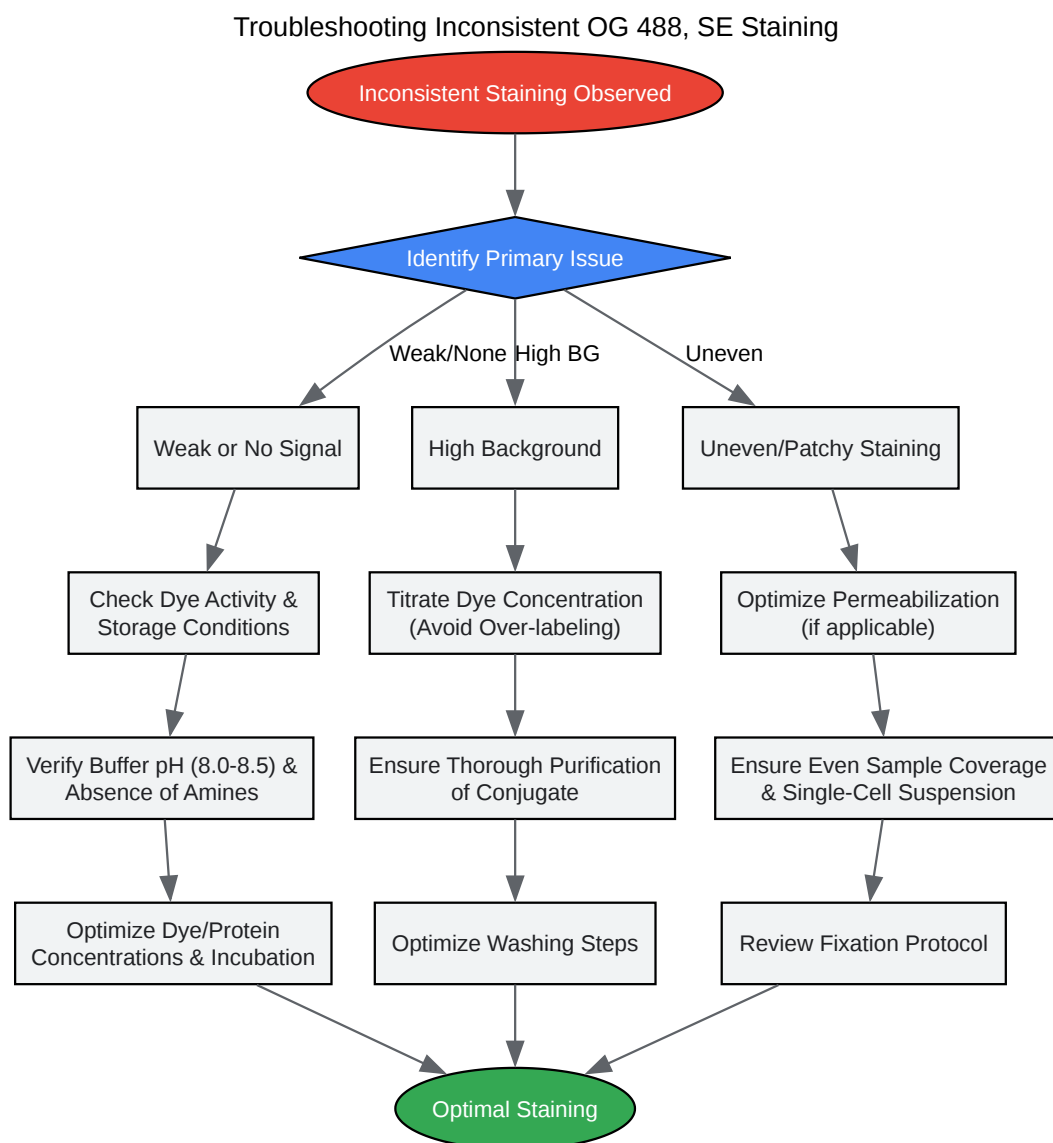 Troubleshooting Inconsistent OG 488, SE Staining
Inconsistent Staining Observed
Identify Primary Issue
Weak/None
High BG
Uneven
Weak or No Signal
High Background
Uneven/Patchy Staining
Check Dye Activity &
Storage Conditions
Titrate Dye Concentration
(Avoid Over-labeling)
Optimize Permeabilization
(if applicable)
Verify Buffer pH (8.0-8.5) &
Absence of Amines
Ensure Thorough Purification
of Conjugate
Ensure Even Sample Coverage
& Single-Cell Suspension
Optimize Dye/Protein
Concentrations & Incubation
Optimize Washing Steps
Review Fixation Protocol
Optimal Staining